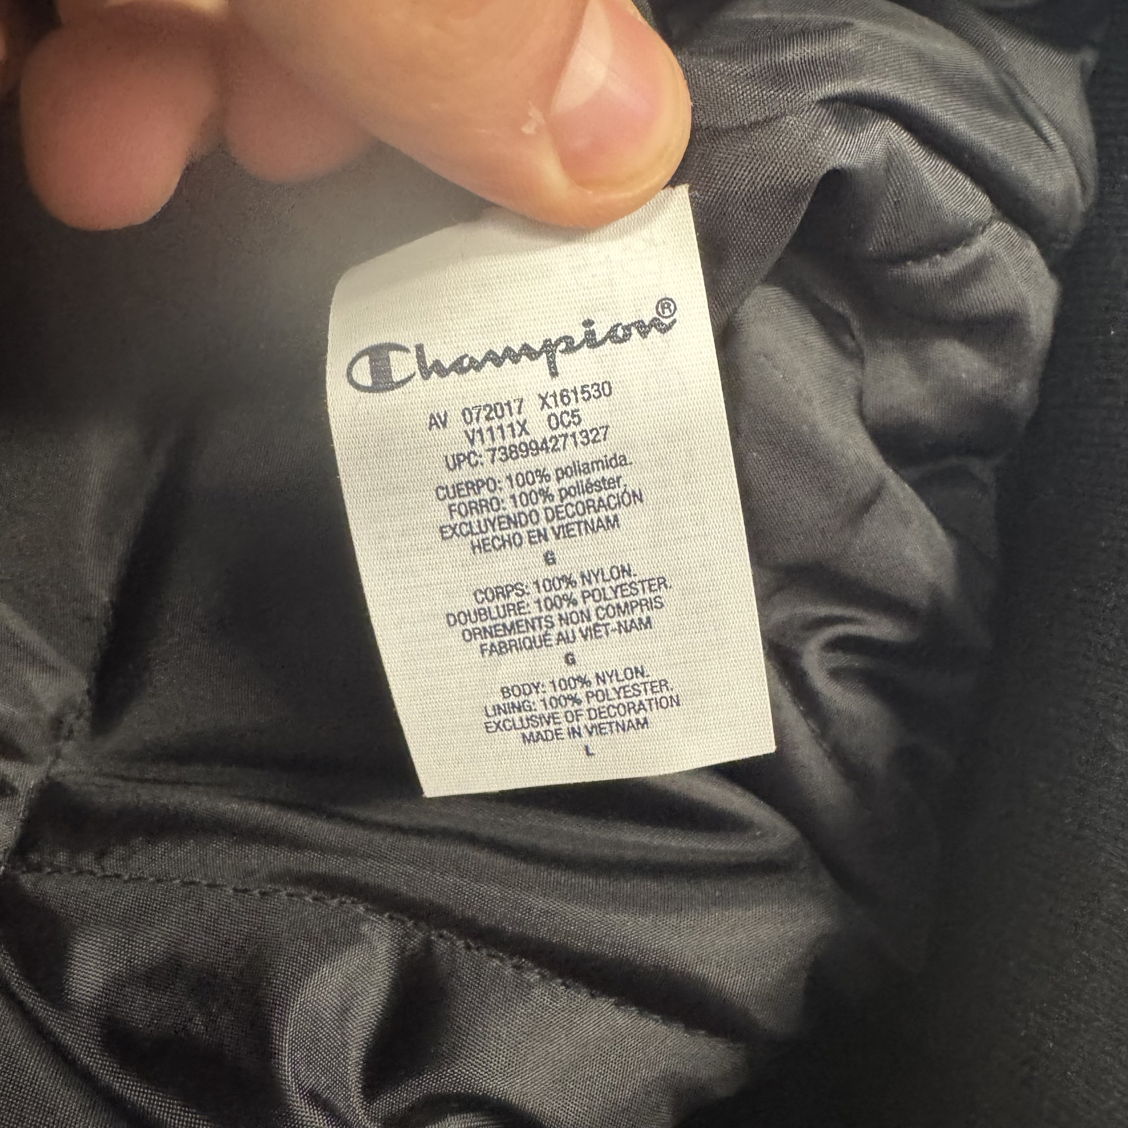 Champion®
AV 072017 X161530
V1111X 0C5
UPC: 738994271327
CUERPO: 100% poliamida.
FORRO: 100% poliéster.
EXCLUYENDO DECORACIÓN
HECHO EN VIETNAM
G
CORPS: 100% NYLON.
DOUBLURE: 100% POLYESTER.
ORNEMENTS NON COMPRIS
FABRIQUÉ AU VIÊT-NAM
G
BODY: 100% NYLON.
LINING: 100% POLYESTER.
EXCLUSIVE OF DECORATION
MADE IN VIETNAM
L